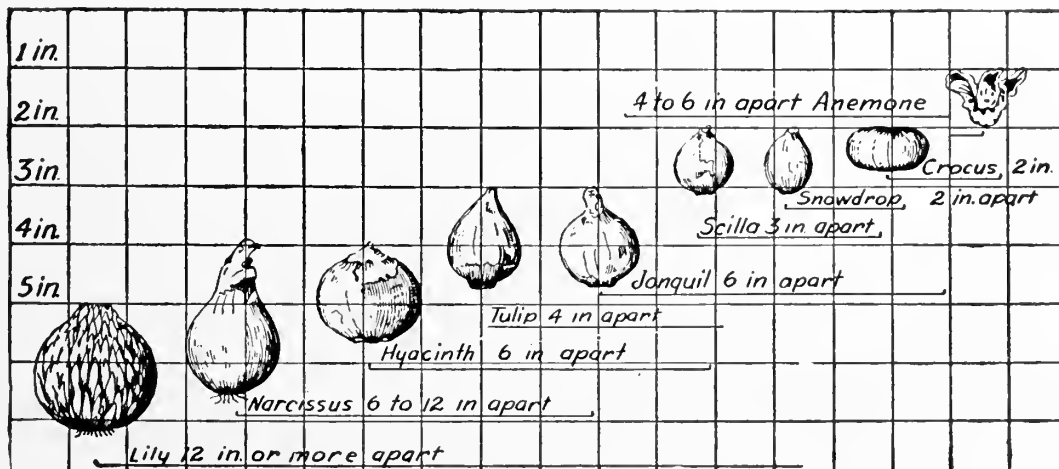 1 in.
2 in.
4 to 6 in apart Anemone
3 in.
Crocus, 2 in.
Snowdrop, 2 in. apart
4 in.
Scilla 3 in apart
5 in.
Jonquil 6 in apart
Tulip 4 in apart
Hyacinth 6 in apart
Narcissus 6 to 12 in apart
Lily 12 in. or more apart